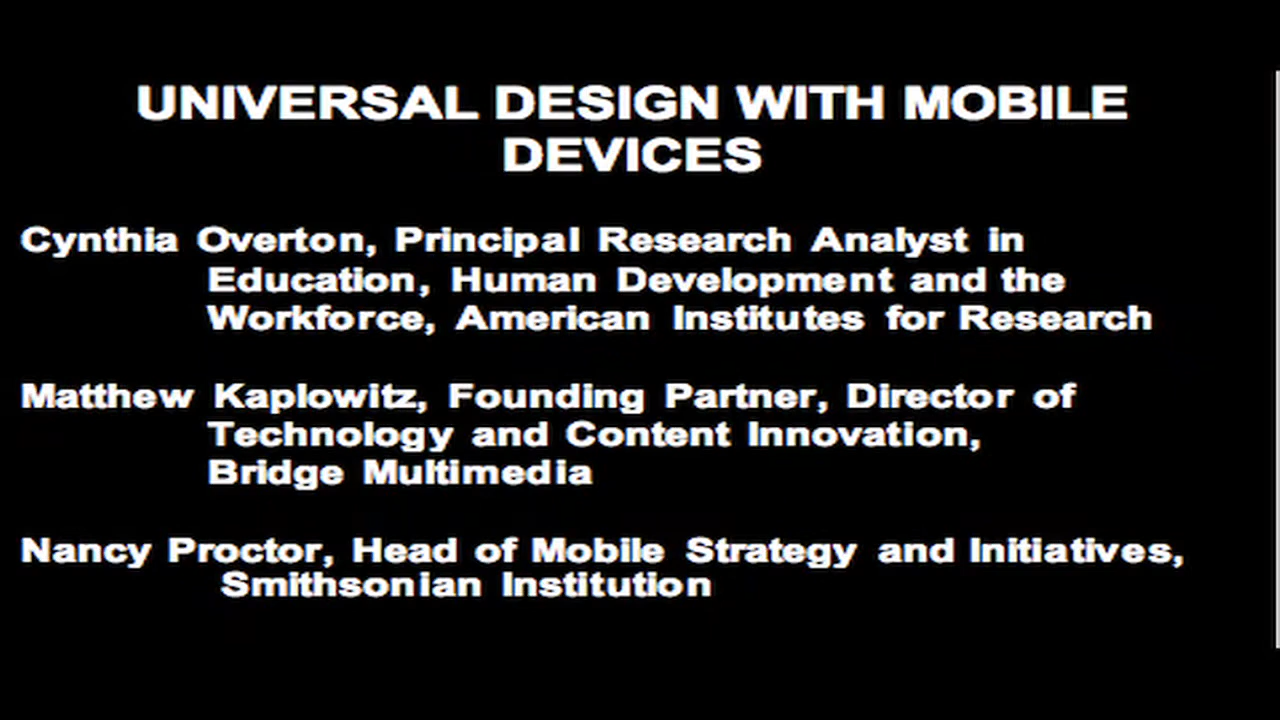 UNIVERSAL DESIGN WITH MOBILE
DEVICES
Cynthia Overton, Principal Research Analyst in
Education, Human Development and the
Workforce, American Institutes for Research
Matthew Kaplowitz, Founding Partner, Director of
Technology and Content Innovation,
Bridge Multimedia
Nancy Proctor, Head of Mobile Strategy and Initiatives,
Smithsonian Institution